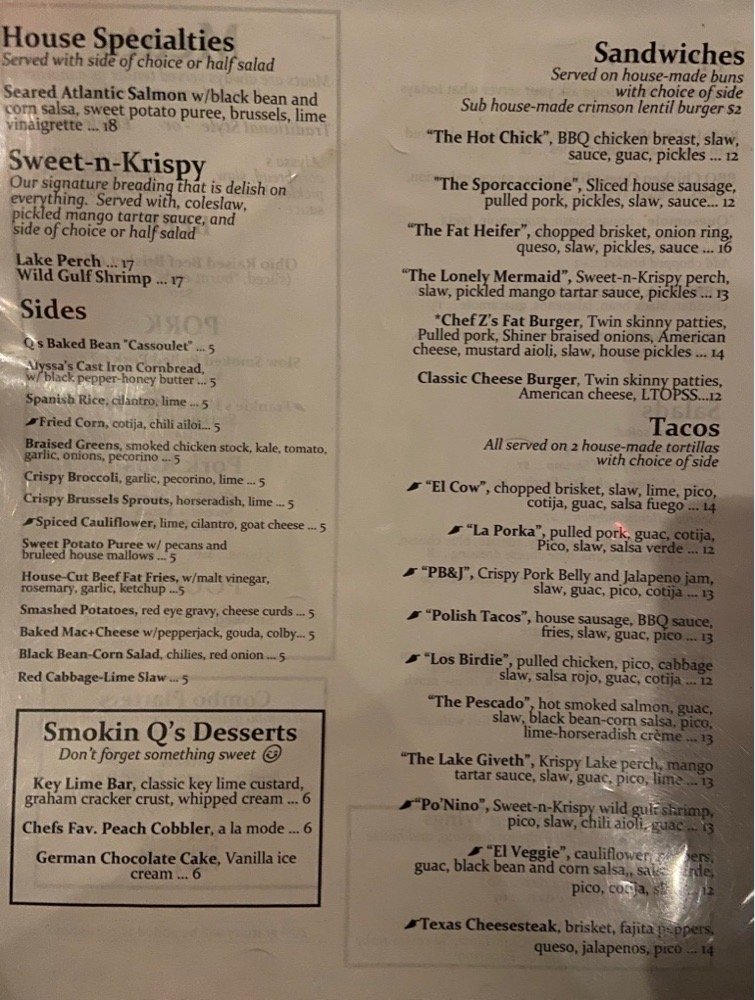 House Specialties
Served with side of choice or half salad
Seared Atlantic Salmon w/black bean and
corn salsa, sweet potato puree, brussels, lime
vinaigrette ... 18
Sweet-n-Krispy
Our signature breading that is delish on
everything. Served with, coleslaw,
pickled mango tartar sauce, and
side of choice or half salad
Lake Perch ... 17
Wild Gulf Shrimp ... 17
Sides
Q's Baked Bean "Cassoulet" ... 5
Alyssa's Cast Iron Cornbread,
w/ black pepper-honey butter ... 5
Spanish Rice, cilantro, lime ... 5
Fried Corn, cotija, chili ailoi... 5
Braised Greens, smoked chicken stock, kale, tomato,
garlic, onions, pecorino ... 5
Crispy Broccoli, garlic, pecorino, lime ... 5
Crispy Brussels Sprouts, horseradish, lime ... 5
Spiced Cauliflower, lime, cilantro, goat cheese ... 5
Sweet Potato Puree w/ pecans and
bruleed house mallows ... 5
House-Cut Beef Fat Fries, w/malt vinegar,
rosemary, garlic, ketchup ...5
Smashed Potatoes, red eye gravy, cheese curds ... 5
Baked Mac+Cheese w/pepperjack, gouda, colby... 5
Black Bean-Corn Salad, chilies, red onion ... 5
Red Cabbage-Lime Slaw ... 5
Smokin Q's Desserts
Don't forget something sweet ☺
Key Lime Bar, classic key lime custard,
graham cracker crust, whipped cream ... 6
Chefs Fav. Peach Cobbler, a la mode ... 6
German Chocolate Cake, Vanilla ice
cream ... 6
Sandwiches
Served on house-made buns
with choice of side
Sub house-made crimson lentil burger $2
"The Hot Chick", BBQ chicken breast, slaw,
sauce, guac, pickles ... 12
"The Sporcaccione", Sliced house sausage,
pulled pork, pickles, slaw, sauce... 12
"The Fat Heifer", chopped brisket, onion ring,
queso, slaw, pickles, sauce ... 16
"The Lonely Mermaid", Sweet-n-Krispy perch,
slaw, pickled mango tartar sauce, pickles ... 13
*Chef Z's Fat Burger, Twin skinny patties,
Pulled pork, Shiner braised onions, American
cheese, mustard aioli, slaw, house pickles ... 14
Classic Cheese Burger, Twin skinny patties,
American cheese, LTOPSS...12
Tacos
All served on 2 house-made tortillas
with choice of side
"El Cow", chopped brisket, slaw, lime, pico,
cotija, guac, salsa fuego ... 14
"La Porka", pulled pork, guac, cotija,
Pico, slaw, salsa verde ... 12
"PB&J", Crispy Pork Belly and Jalapeno jam,
slaw, guac, pico, cotija ... 13
"Polish Tacos", house sausage, BBQ sauce,
fries, slaw, guac, pico ... 13
"Los Birdie", pulled chicken, pico, cabbage
slaw, salsa rojo, guac, cotija ... 12
"The Pescado", hot smoked salmon, guac,
slaw, black bean-corn salsa, pico,
lime-horseradish crème ... 13
"The Lake Giveth", Krispy Lake perch, mango
tartar sauce, slaw, guac, pico, lime ... 13
"Po'Nino", Sweet-n-Krispy wild gulf shrimp,
pico, slaw, chili aioli, guac ... 13
"El Veggie", cauliflower,
guac, black bean and corn salsa,,
pico, cotija, ... 12
Texas Cheesesteak, brisket, fajita peppers,
queso, jalapenos, pico ... 14